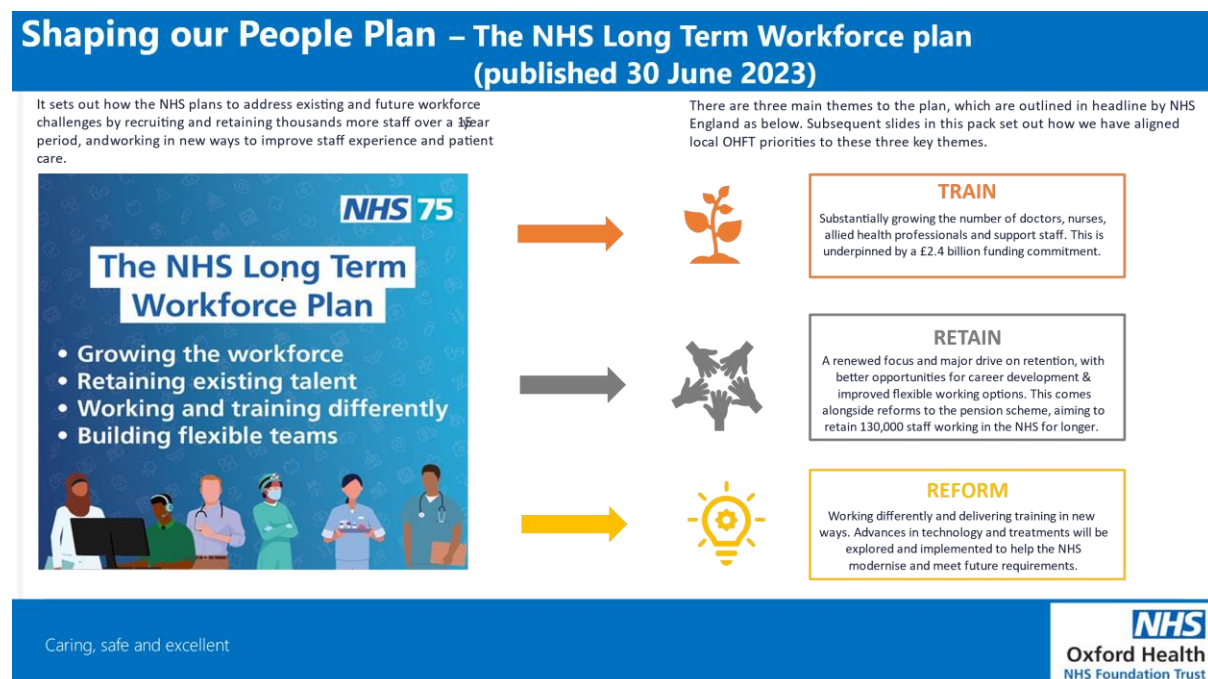 Shaping our People Plan – The NHS Long Term Workforce plan
(published 30 June 2023)
It sets out how the NHS plans to address existing and future workforce
challenges by recruiting and retaining thousands more staff over a 15 year
period, andworking in new ways to improve staff experience and patient
care.
NHS 75
The NHS Long Term
Workforce Plan
• Growing the workforce
• Retaining existing talent
• Working and training differently
• Building flexible teams
There are three main themes to the plan, which are outlined in headline by NHS
England as below. Subsequent slides in this pack set out how we have aligned
local OHFT priorities to these three key themes.
TRAIN
Substantially growing the number of doctors, nurses,
allied health professionals and support staff. This is
underpinned by a £2.4 billion funding commitment.
RETAIN
A renewed focus and major drive on retention, with
better opportunities for career development &
improved flexible working options. This comes
alongside reforms to the pension scheme, aiming to
retain 130,000 staff working in the NHS for longer.
REFORM
Working differently and delivering training in new
ways. Advances in technology and treatments will be
explored and implemented to help the NHS
modernise and meet future requirements.
Caring, safe and excellent
NHS
Oxford Health
NHS Foundation Trust